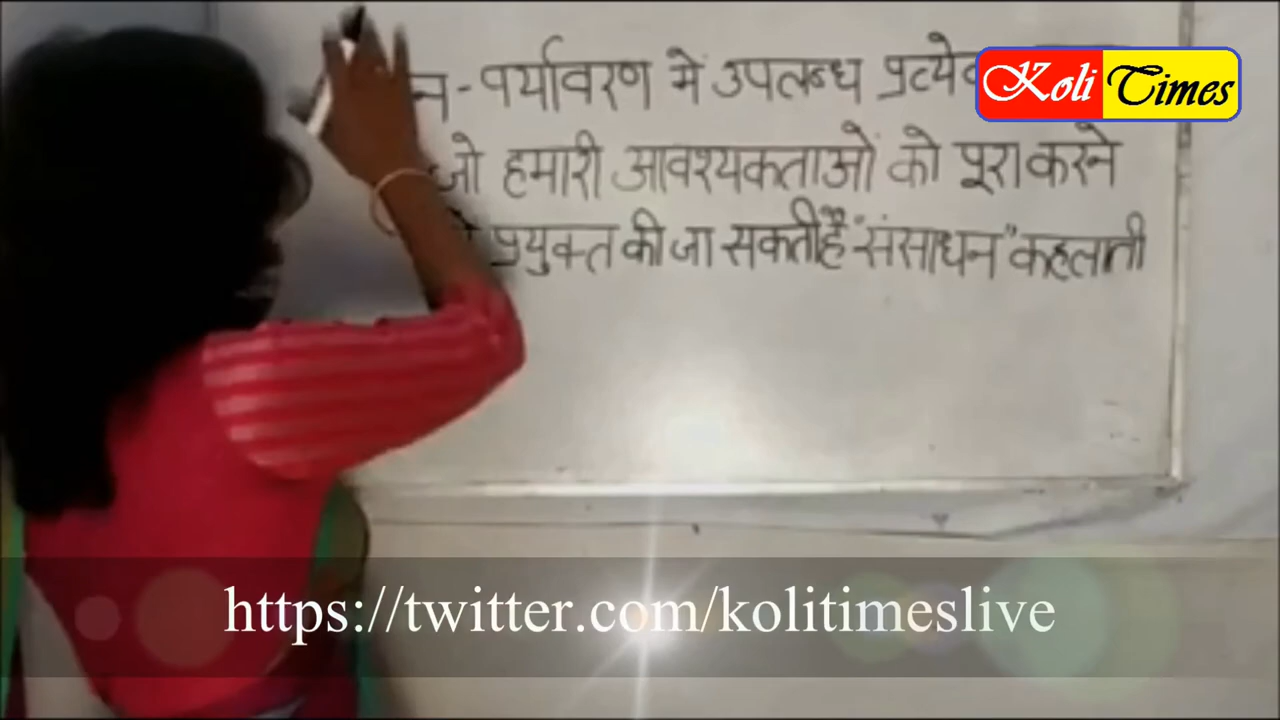 न - पर्यावरण में उपलब्ध प्रत्येक
जो हमारी आवश्यकताओं को पूरा करने
प्रयुक्त की जा सकती है "संसाधन" कहलाती
Koli Times
https://twitter.com/kolitimeslive